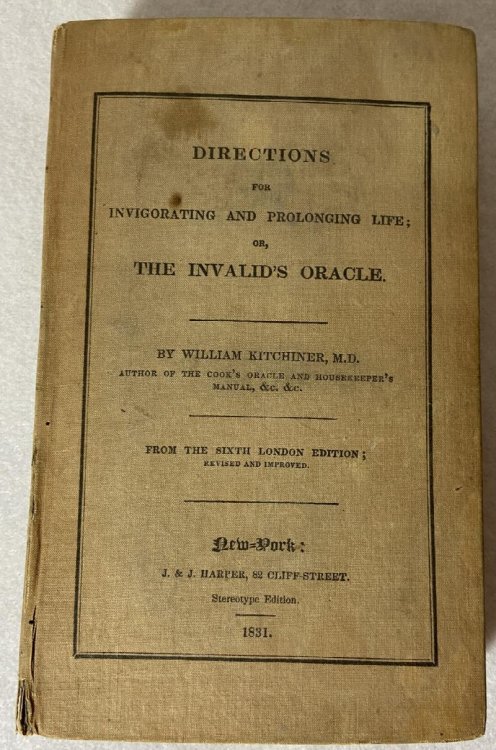 DIRECTIONS
FOR
INVIGORATING AND PROLONGING LIFE;
OR,
THE INVALID'S ORACLE.
BY WILLIAM KITCHINER, M.D.
AUTHOR OF THE COOK'S ORACLE AND HOUSEKEEPER'S
MANUAL, &C. &C.
FROM THE SIXTH LONDON EDITION;
REVISED AND IMPROVED.
New-York:
J. & J. HARPER, 82 CLIFF-STREET.
Stereotype Edition.
1831.